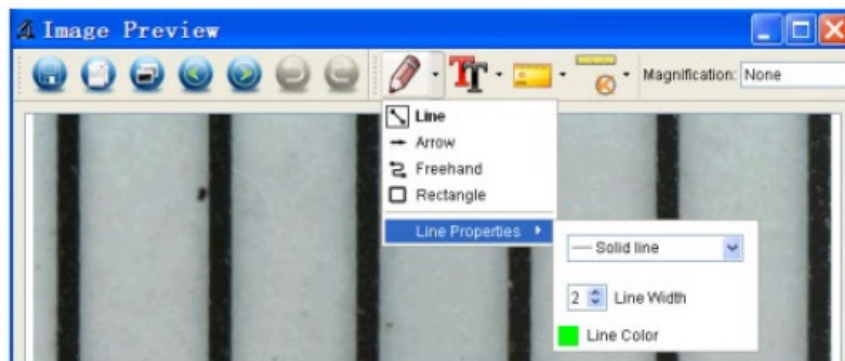 Image Preview
Magnification: None
Line
Arrow
Freehand
Rectangle
Line Properties
Solid line
2 Line Width
Line Color